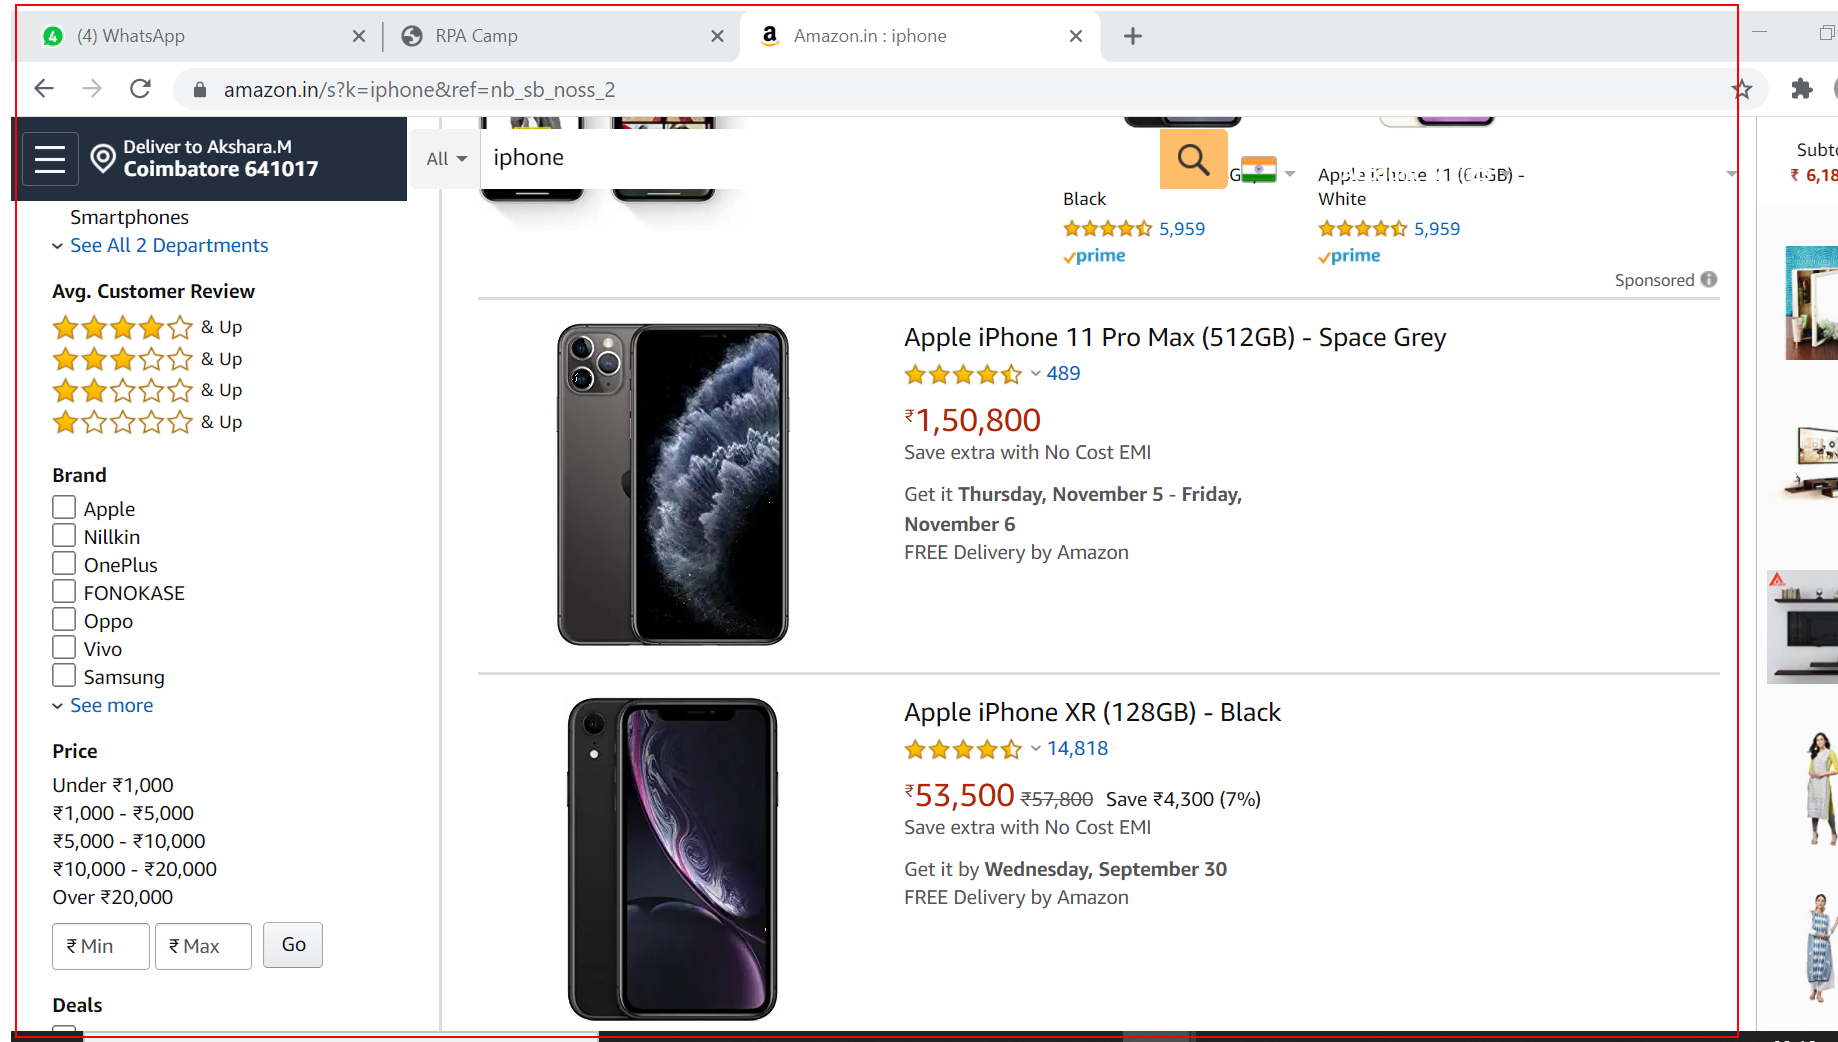 (4) WhatsApp
RPA Camp
Amazon.in : iphone
amazon.in/s?k=iphone&ref=nb_sb_noss_2
Deliver to Akshara.M
Coimbatore 641017
All
iphone
Smartphones
See All 2 Departments
Avg. Customer Review
& Up
& Up
& Up
& Up
Brand
Apple
Nillkin
OnePlus
FONOKASE
Oppo
Vivo
Samsung
See more
Price
Under ₹1,000
₹1,000 - ₹5,000
₹5,000 - ₹10,000
₹10,000 - ₹20,000
Over ₹20,000
₹ Min
₹ Max
Go
Deals
Black
5,959
prime
Apple iPhone 11 (64GB) -
White
5,959
prime
Sponsored
Apple iPhone 11 Pro Max (512GB) - Space Grey
489
₹1,50,800
Save extra with No Cost EMI
Get it Thursday, November 5 - Friday,
November 6
FREE Delivery by Amazon
Apple iPhone XR (128GB) - Black
14,818
₹53,500 ₹57,800 Save ₹4,300 (7%)
Save extra with No Cost EMI
Get it by Wednesday, September 30
FREE Delivery by Amazon